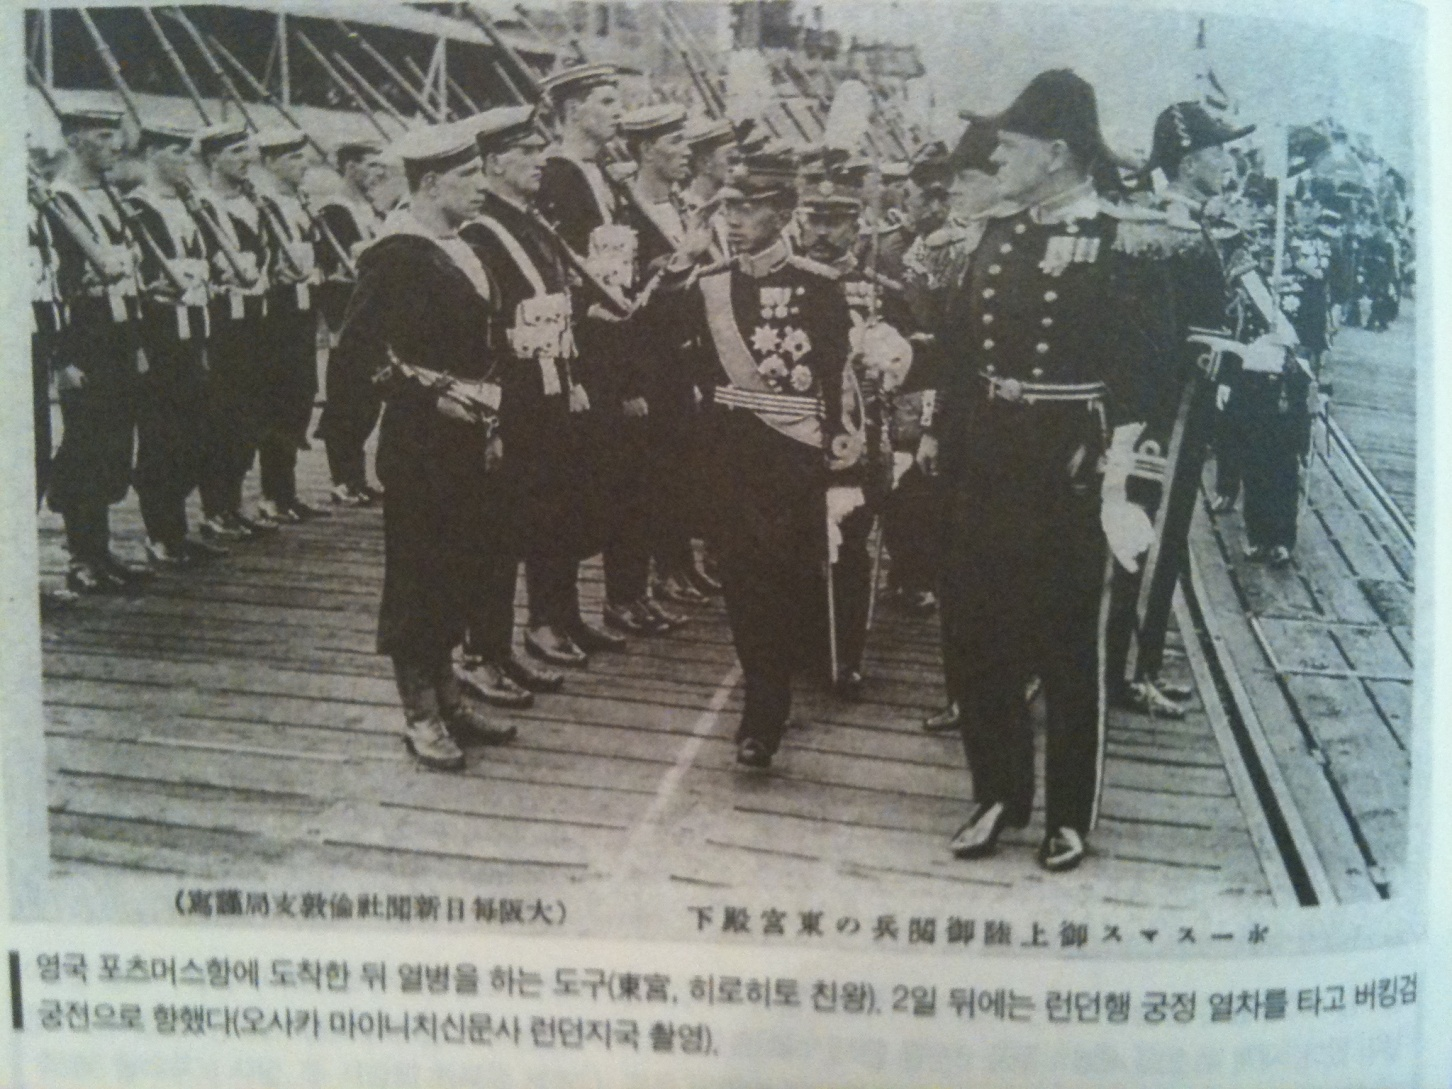 下殿宮東の兵閲御陸上御スマスーポ
(寫謹局支敦倫社聞新日每阪大)
영국 포츠머스항에 도착한 뒤 열병을 하는 도구(東宮, 히로히토 친왕). 2일 뒤에는 런던행 궁정 열차를 타고 버킹검
궁전으로 향했다(오사카 마이니치신문사 런던지국 촬영).